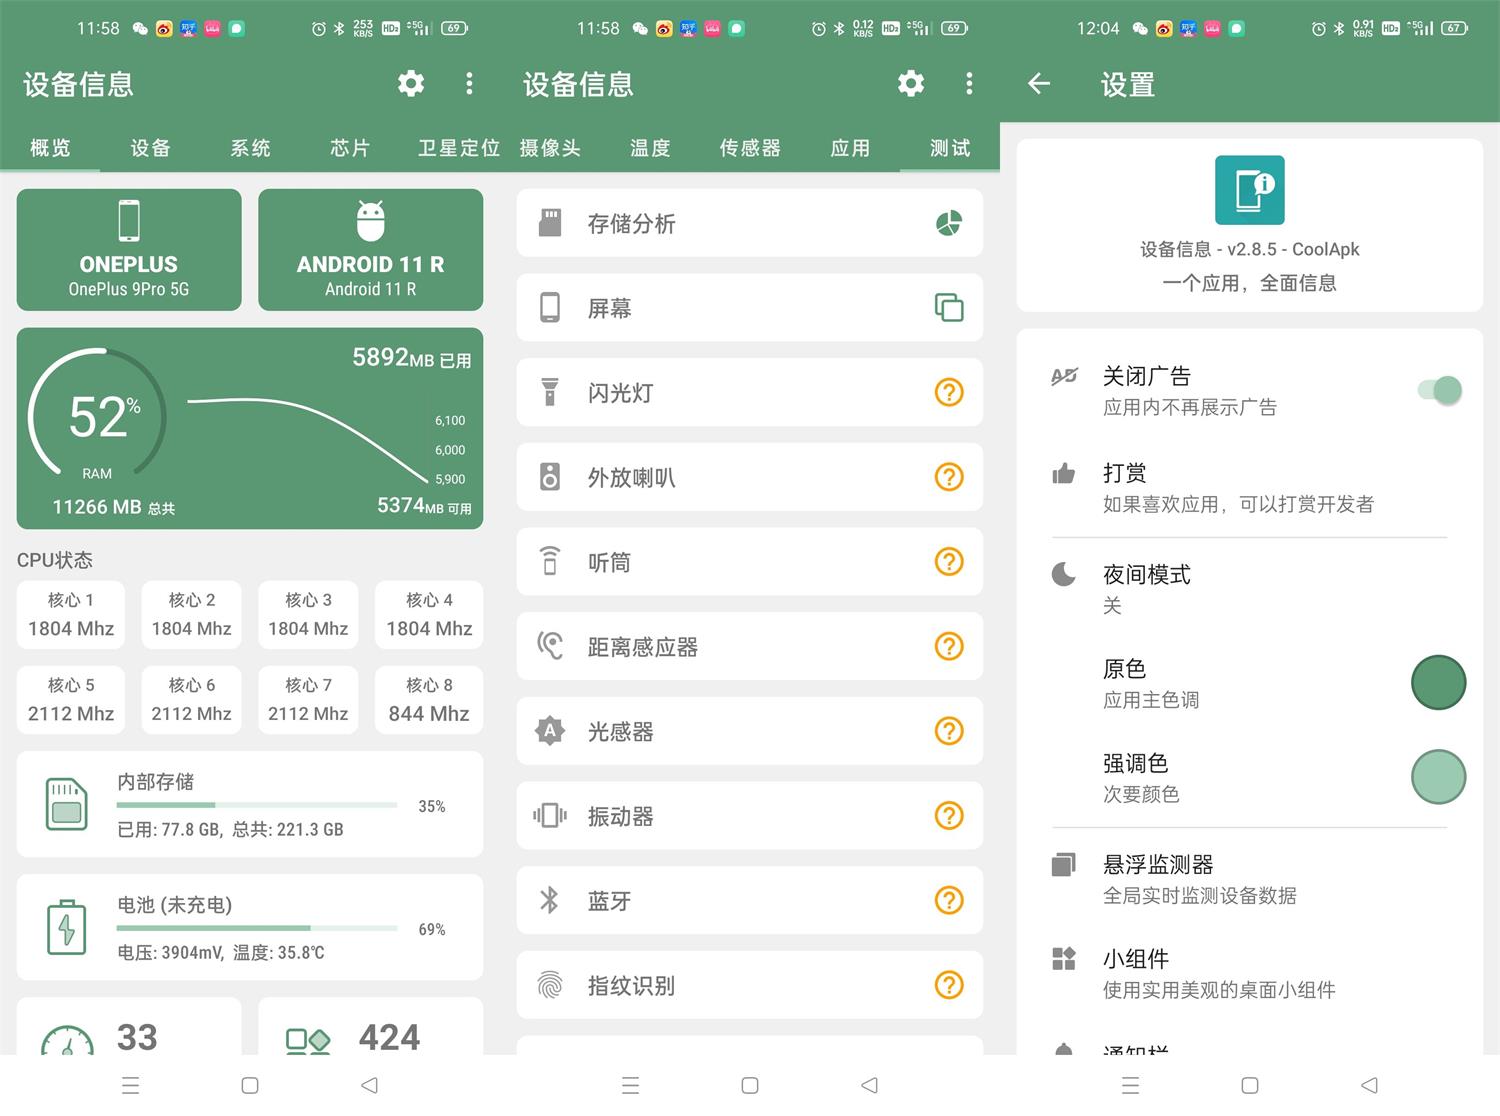 11:58
253 KB/S
HD2
5G
69
设备信息
概览
设备
系统
芯片
卫星定位
ONEPLUS
OnePlus 9Pro 5G
ANDROID 11 R
Android 11 R
52%
RAM
11266 MB 总共
5892MB 已用
6,100
6,000
5,900
5374MB 可用
CPU状态
核心 1
1804 Mhz
核心 2
1804 Mhz
核心 3
1804 Mhz
核心 4
1804 Mhz
核心 5
2112 Mhz
核心 6
2112 Mhz
核心 7
2112 Mhz
核心 8
844 Mhz
内部存储
35%
已用: 77.8 GB, 总共: 221.3 GB
电池 (未充电)
69%
电压: 3904mV, 温度: 35.8℃
33
424
11:58
0.12 KB/S
HD2
5G
69
设备信息
摄像头
温度
传感器
应用
测试
存储分析
屏幕
闪光灯
外放喇叭
听筒
距离感应器
光感器
振动器
蓝牙
指纹识别
12:04
0.91 KB/S
HD2
5G
67
设置
设备信息 - v2.8.5 - CoolApk
一个应用，全面信息
关闭广告
应用内不再展示广告
打赏
如果喜欢应用，可以打赏开发者
夜间模式
关
原色
应用主色调
强调色
次要颜色
悬浮监测器
全局实时监测设备数据
小组件
使用实用美观的桌面小组件
通知栏